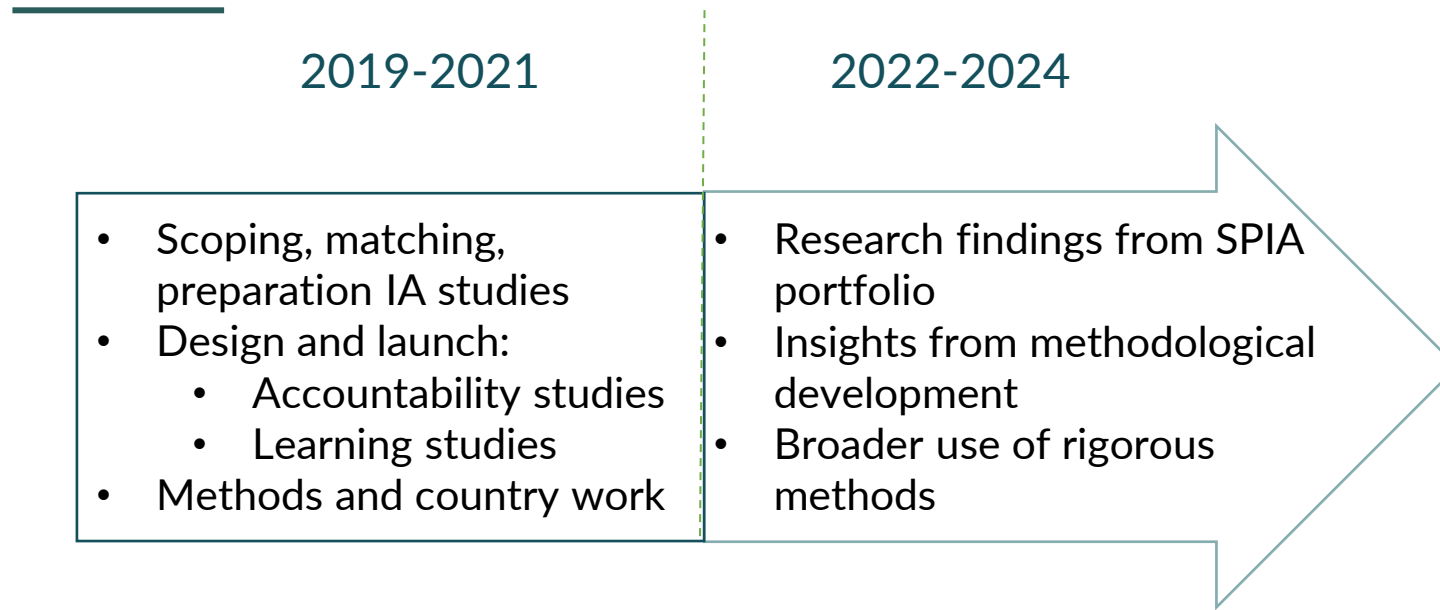 2019-2021
• Scoping, matching,
preparation IA studies
• Design and launch:
• Accountability studies
• Learning studies
• Methods and country work
2022-2024
• Research findings from SPIA
portfolio
• Insights from methodological
development
• Broader use of rigorous
methods